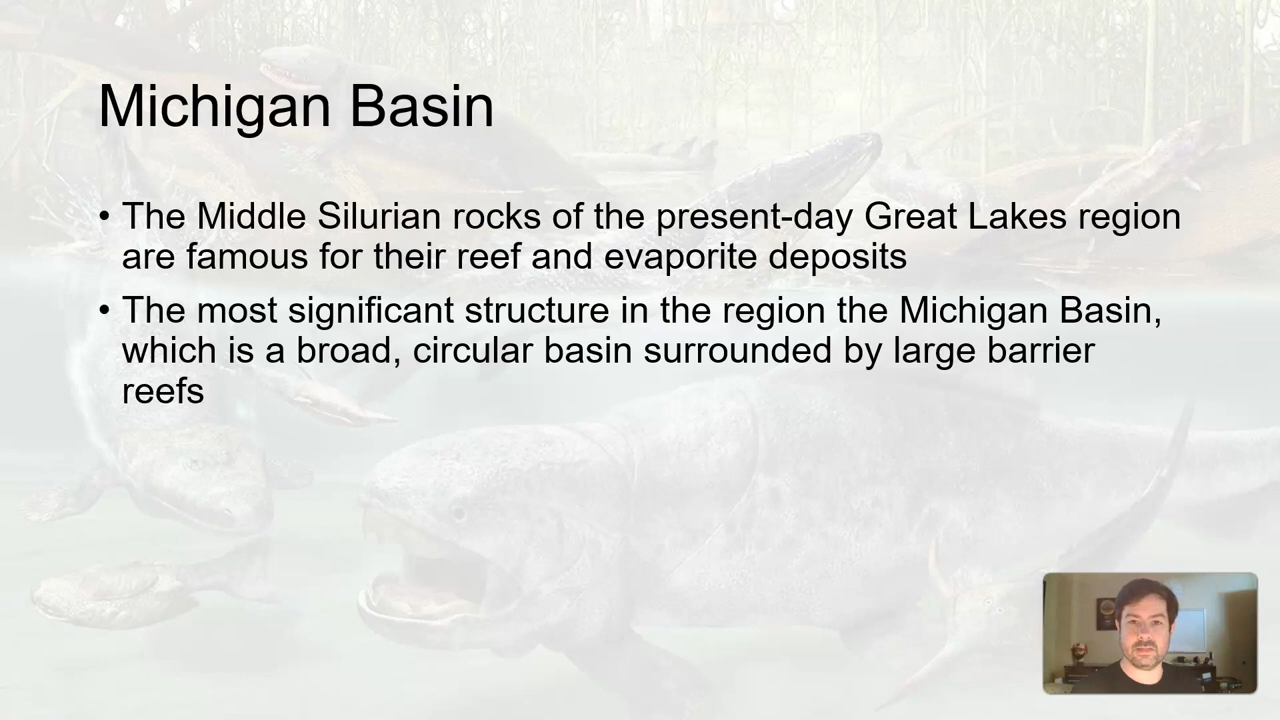 Michigan Basin
• The Middle Silurian rocks of the present-day Great Lakes region
are famous for their reef and evaporite deposits
• The most significant structure in the region the Michigan Basin,
which is a broad, circular basin surrounded by large barrier
reefs